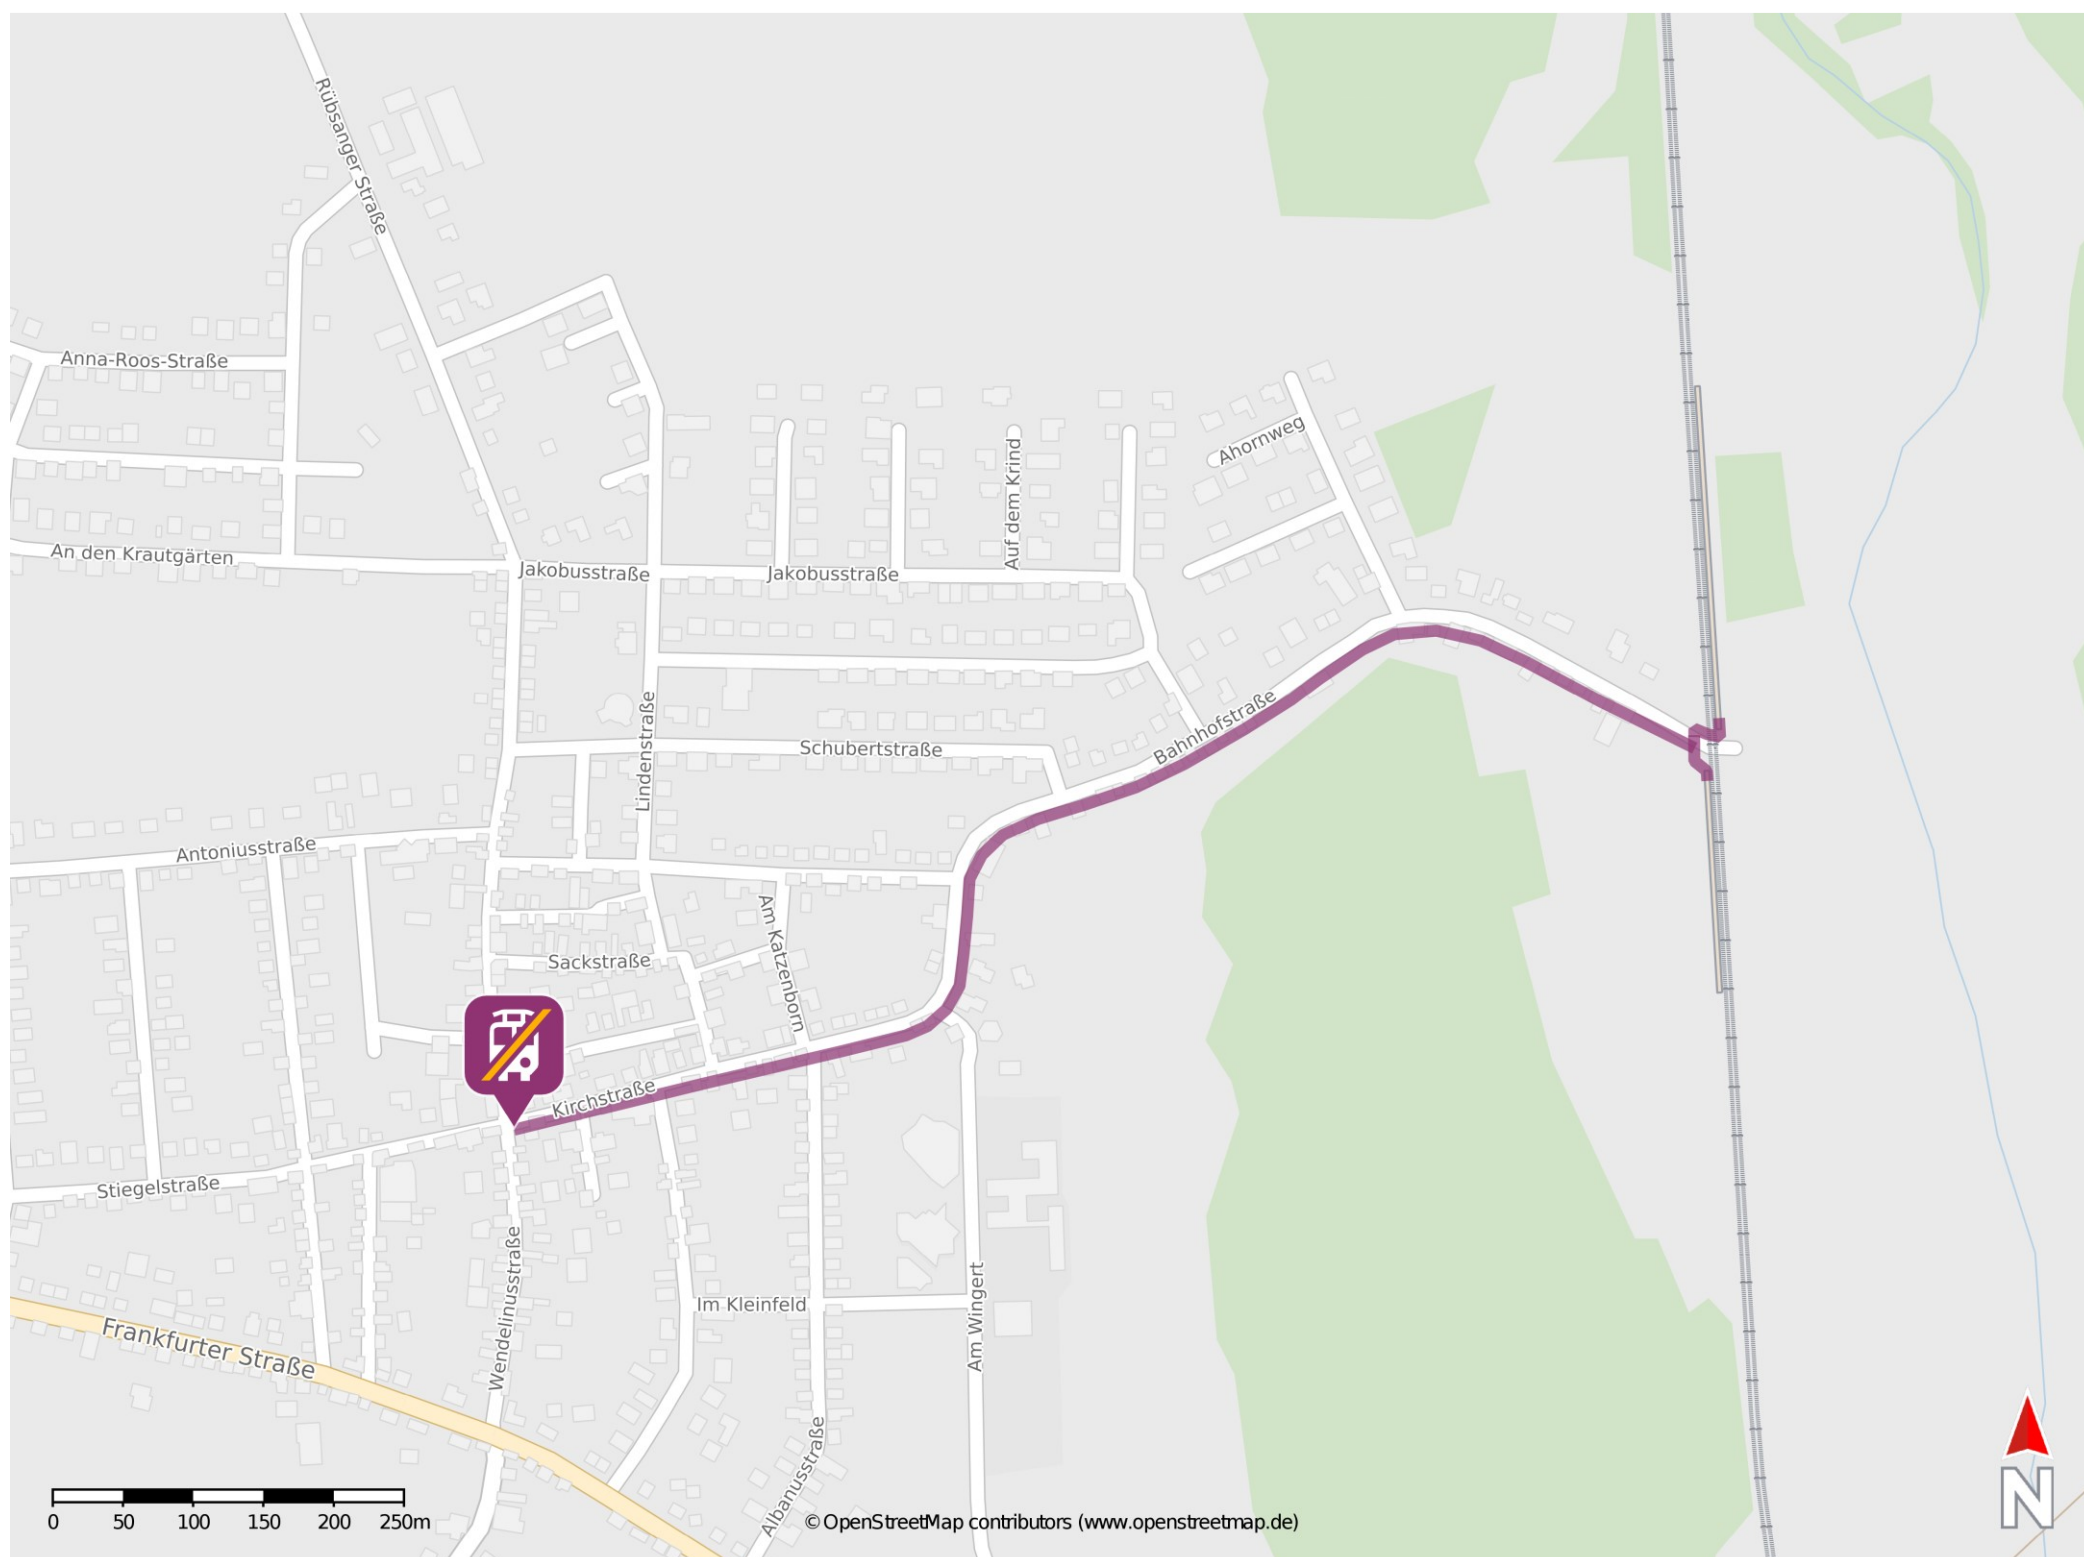 Rübsanger Straße
Anna-Roos-Straße
Ahornweg
Auf dem Krind
An den Krautgärten
Jakobusstraße
Jakobusstraße
Lindenstraße
Bahnhofstraße
Schubertstraße
Antoniusstraße
Am Katzenborn
Sackstraße
Kirchstraße
Stiegelstraße
Wendelinusstraße
Im Kleinfeld
Am Wingert
Frankfurter Straße
Albanusstraße
0 50 100 150 200 250m
© OpenStreetMap contributors (www.openstreetmap.de)
N